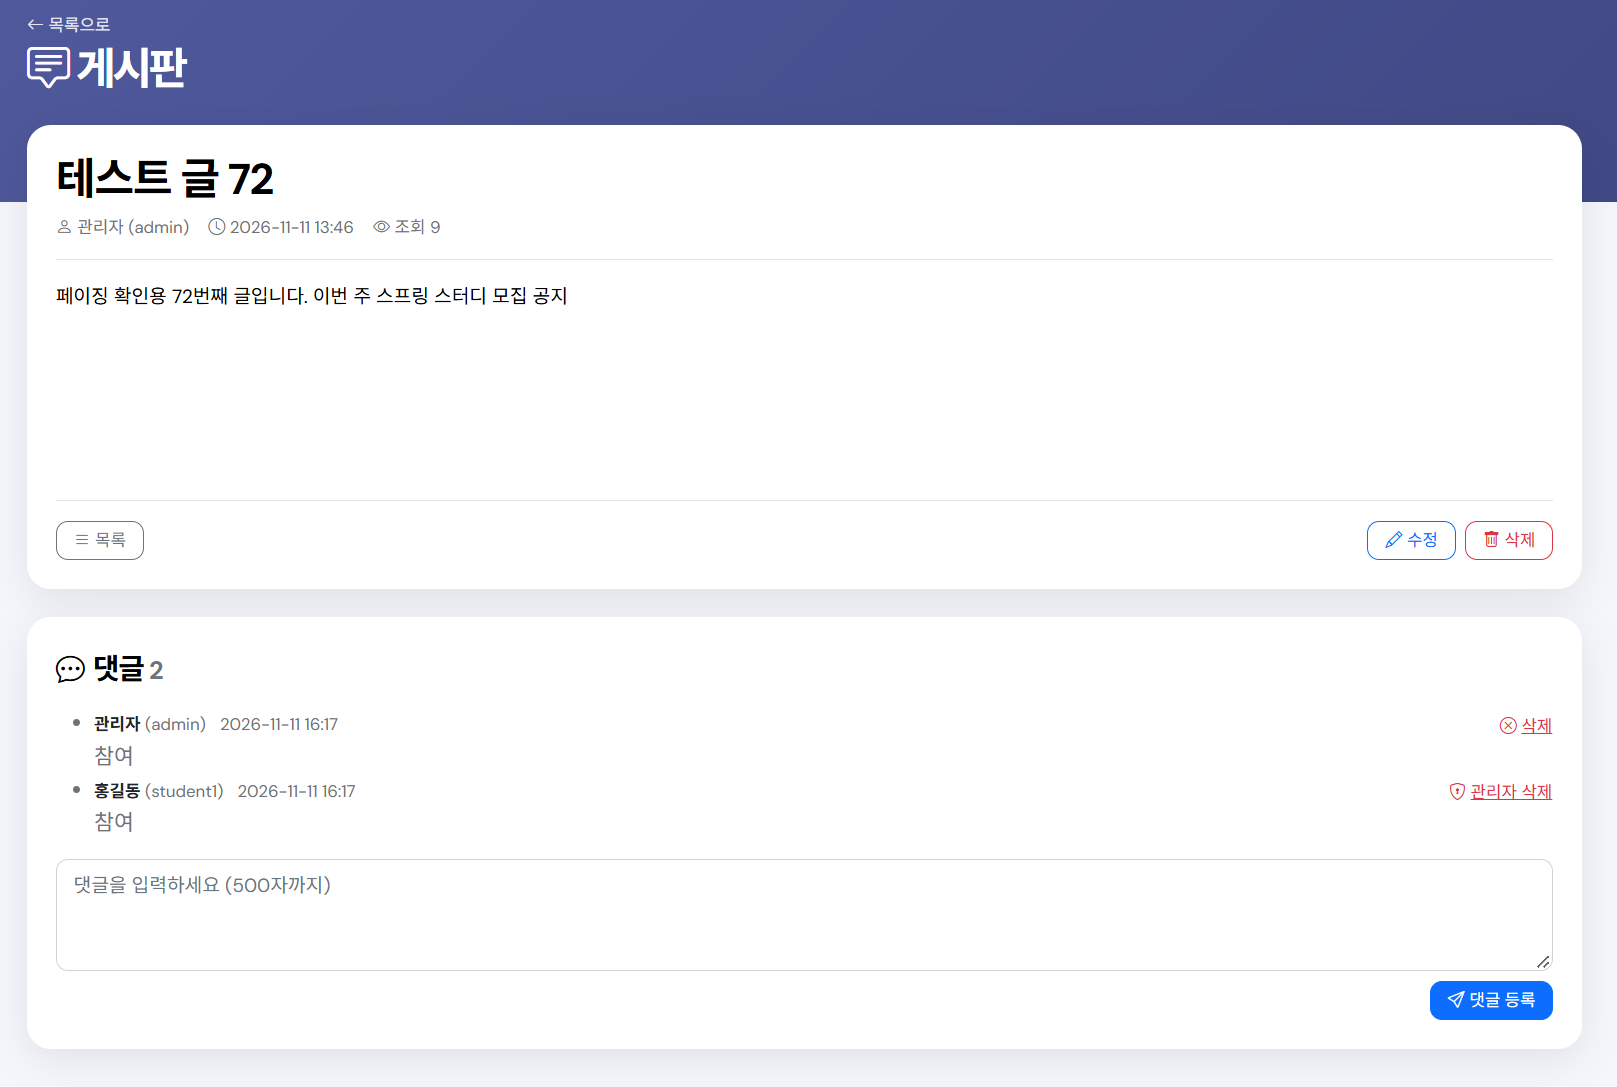 ← 목록으로
게시판
테스트 글 72
관리자 (admin) 2026-11-11 13:46 조회 9
페이징 확인용 72번째 글입니다. 이번 주 스프링 스터디 모집 공지
목록 수정 삭제
댓글 2
관리자 (admin) 2026-11-11 16:17 삭제
참여
홍길동 (student1) 2026-11-11 16:17 관리자 삭제
참여
댓글을 입력하세요 (500자까지)
댓글 등록